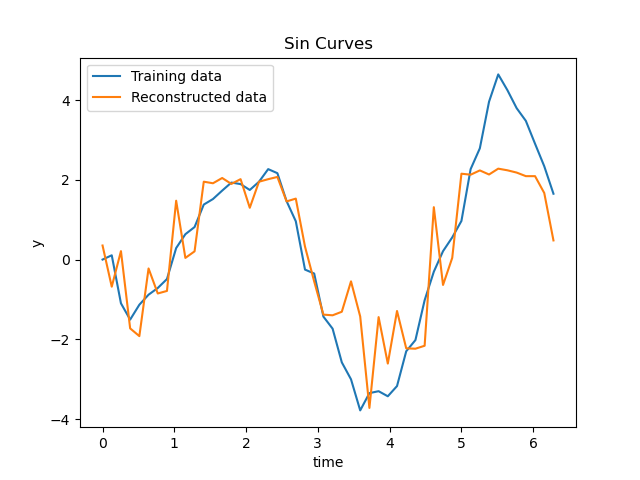 Sin Curves
Training data
Reconstructed data
y
4
2
0
−2
−4
0 1 2 3 4 5 6
time